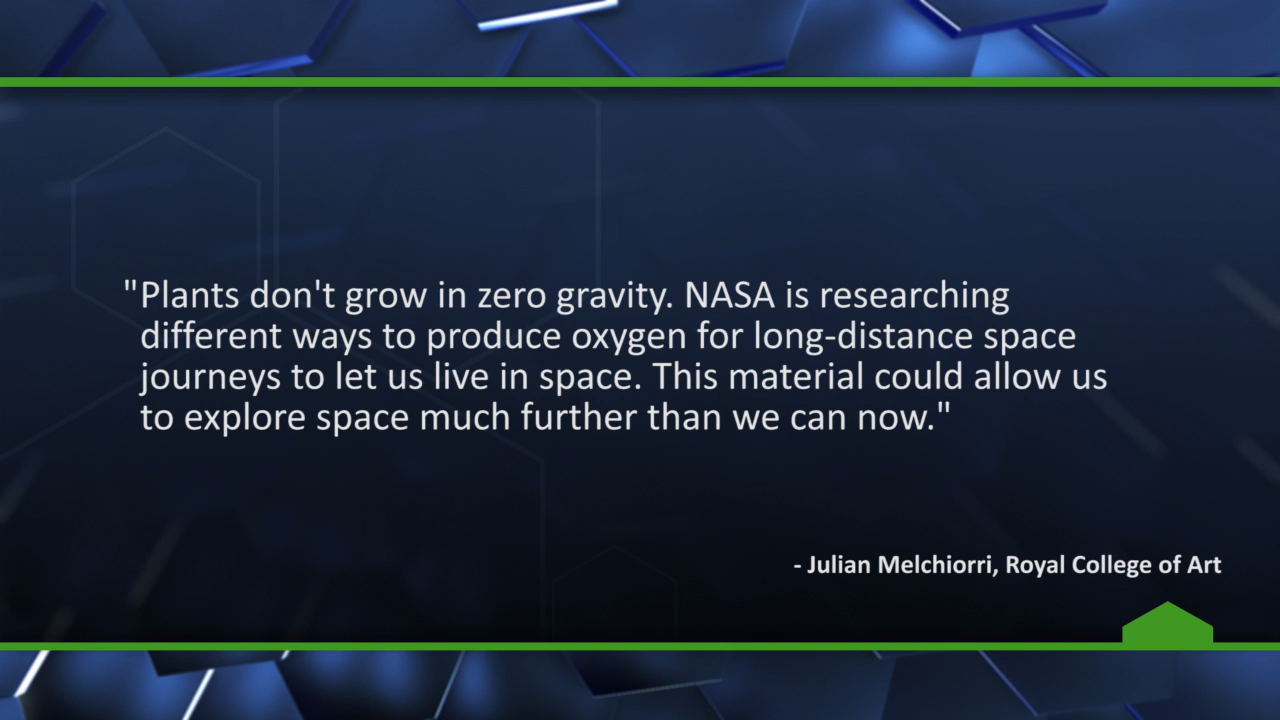 "Plants don't grow in zero gravity. NASA is researching
different ways to produce oxygen for long-distance space
journeys to let us live in space. This material could allow us
to explore space much further than we can now."
- Julian Melchiorri, Royal College of Art